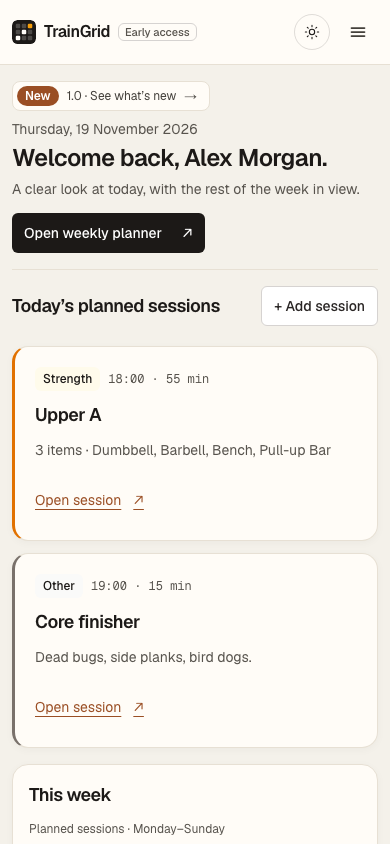 TrainGrid Early access
New 1.0 · See what's new →
Thursday, 19 November 2026
Welcome back, Alex Morgan.
A clear look at today, with the rest of the week in view.
Open weekly planner ↗
Today's planned sessions + Add session
Strength 18:00 · 55 min
Upper A
3 items · Dumbbell, Barbell, Bench, Pull-up Bar
Open session ↗
Other 19:00 · 15 min
Core finisher
Dead bugs, side planks, bird dogs.
Open session ↗
This week
Planned sessions · Monday–Sunday